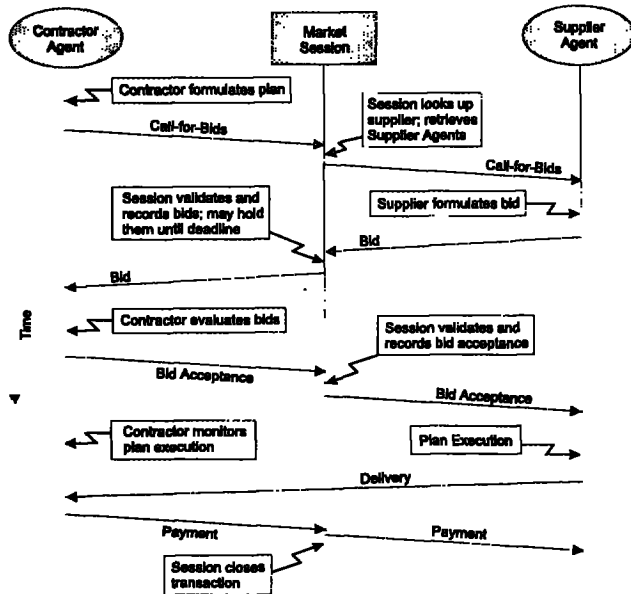 Contractor
Agent
Market
Session
Supplier
Agent
Contractor formulates plan
Call-for-Bids
Session looks up
supplier; retrieves
Supplier Agents
Call-for-Bids
Session validates and
records bids; may hold
them until deadline
Supplier formulates bid
Bid
Bid
Time
Contractor evaluates bids
Session validates and
records bid acceptance
Bid Acceptance
Bid Acceptance
Contractor monitors
plan execution
Plan Execution
Delivery
Payment
Payment
Session closes
transaction